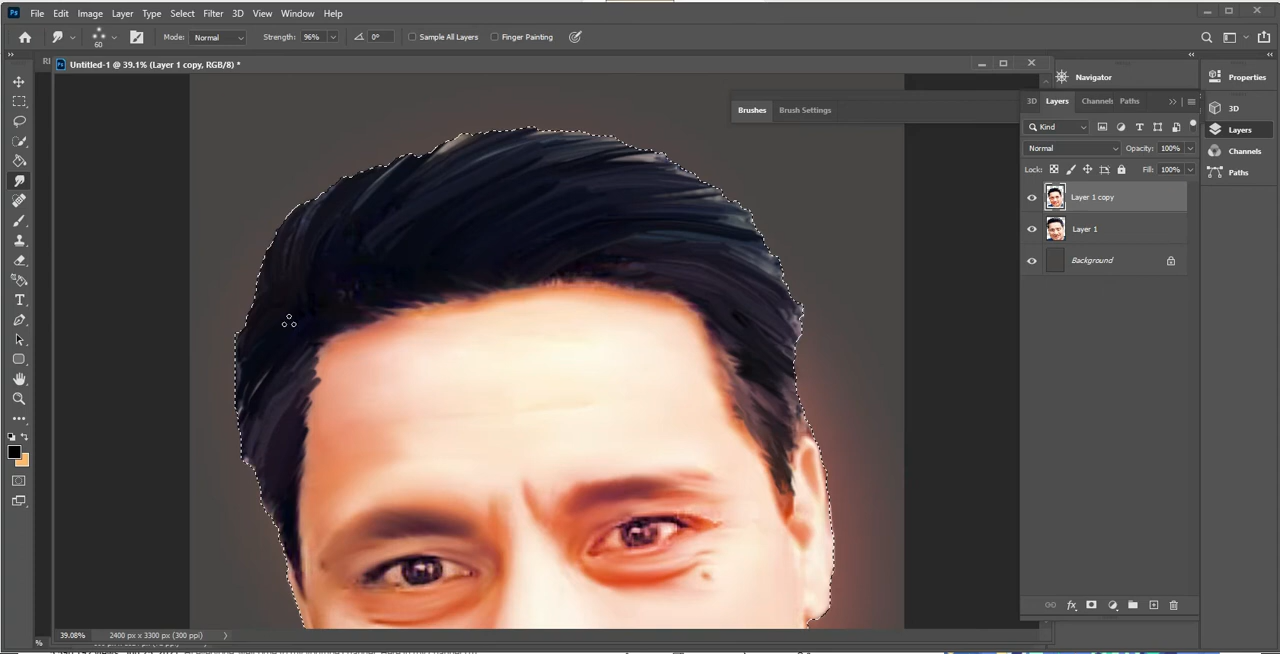 Ps File Edit Image Layer Type Select Filter 3D View Window Help
60 Mode: Normal Strength: 96% 0° Sample All Layers Finger Painting
Untitled-1 @ 39.1% (Layer 1 copy, RGB/8) *
Navigator
Properties
Brushes Brush Settings
3D Layers Channels Paths
Kind
Normal Opacity: 100%
Lock: Fill: 100%
Layer 1 copy
Layer 1
Background
3D
Layers
Channels
Paths
39.08% 2400 px x 3300 px (300 ppi)
%